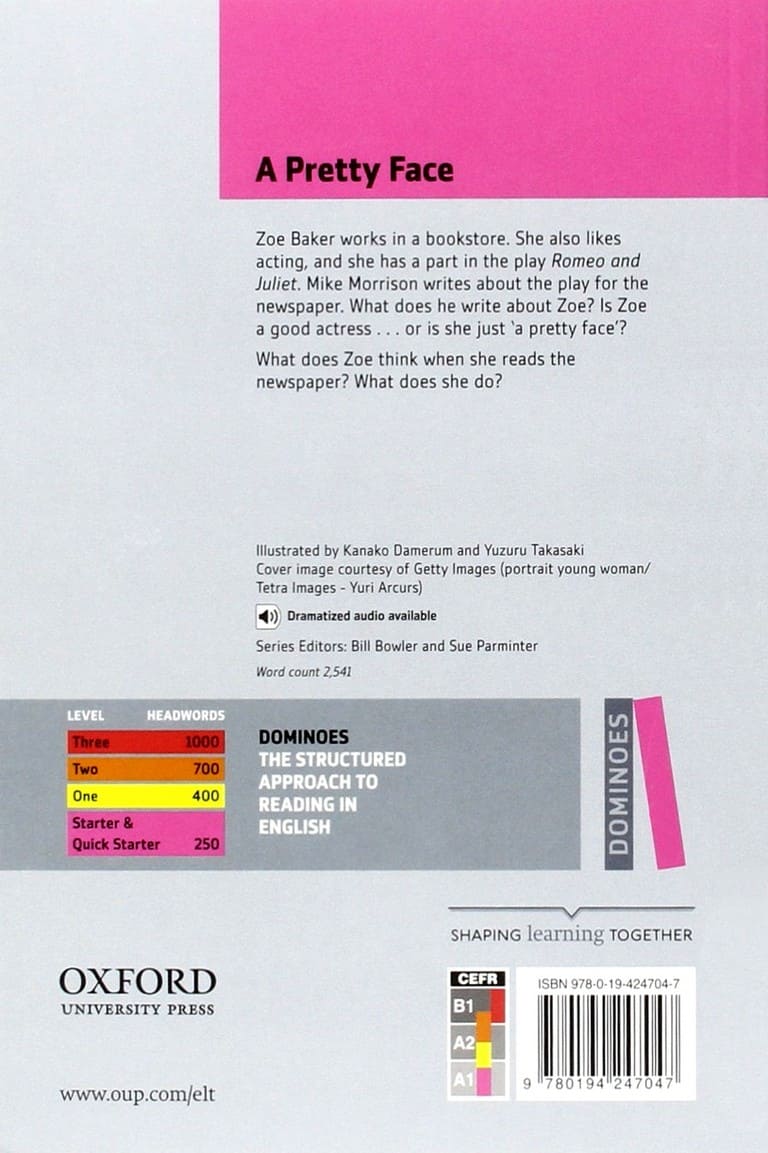 A Pretty Face
Zoe Baker works in a bookstore. She also likes
acting, and she has a part in the play Romeo and
Juliet. Mike Morrison writes about the play for the
newspaper. What does he write about Zoe? Is Zoe
a good actress . . . or is she just ‘a pretty face’?
What does Zoe think when she reads the
newspaper? What does she do?
Illustrated by Kanako Damerum and Yuzuru Takasaki
Cover image courtesy of Getty Images (portrait young woman/
Tetra Images - Yuri Arcurs)
Dramatized audio available
Series Editors: Bill Bowler and Sue Parminter
Word count 2,541
LEVEL HEADWORDS
Three 1000
Two 700
One 400
Starter &
Quick Starter 250
DOMINOES
THE STRUCTURED
APPROACH TO
READING IN
ENGLISH
DOMINOES
SHAPING learning TOGETHER
OXFORD
UNIVERSITY PRESS
www.oup.com/elt
CEFR
B1
A2
A1
ISBN 978-0-19-424704-7
9 780194 247047